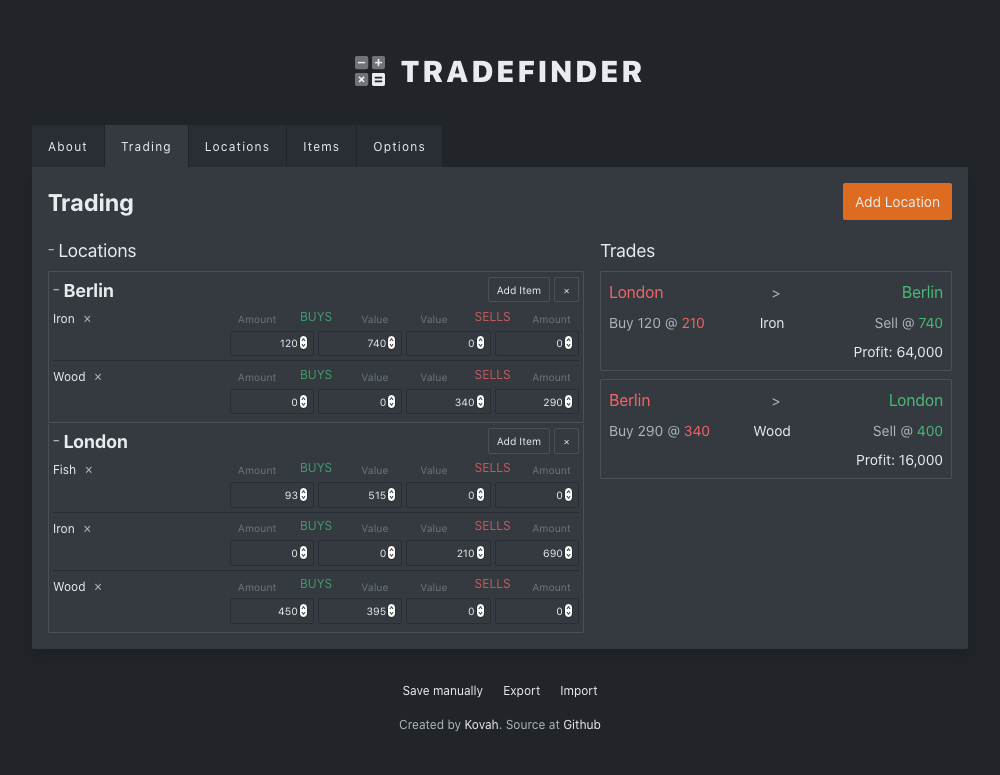 TRADEFINDER
About Trading Locations Items Options
Trading
Add Location
- Locations
- Berlin Add Item ×
Iron × Amount BUYS Value Value SELLS Amount
120 740 0 0
Wood × Amount BUYS Value Value SELLS Amount
0 0 340 290
- London Add Item ×
Fish × Amount BUYS Value Value SELLS Amount
93 515 0 0
Iron × Amount BUYS Value Value SELLS Amount
0 0 210 690
Wood × Amount BUYS Value Value SELLS Amount
450 395 0 0
Trades
London > Berlin
Buy 120 @ 210 Iron Sell @ 740
Profit: 64,000
Berlin > London
Buy 290 @ 340 Wood Sell @ 400
Profit: 16,000
Save manually Export Import
Created by Kovah. Source at Github